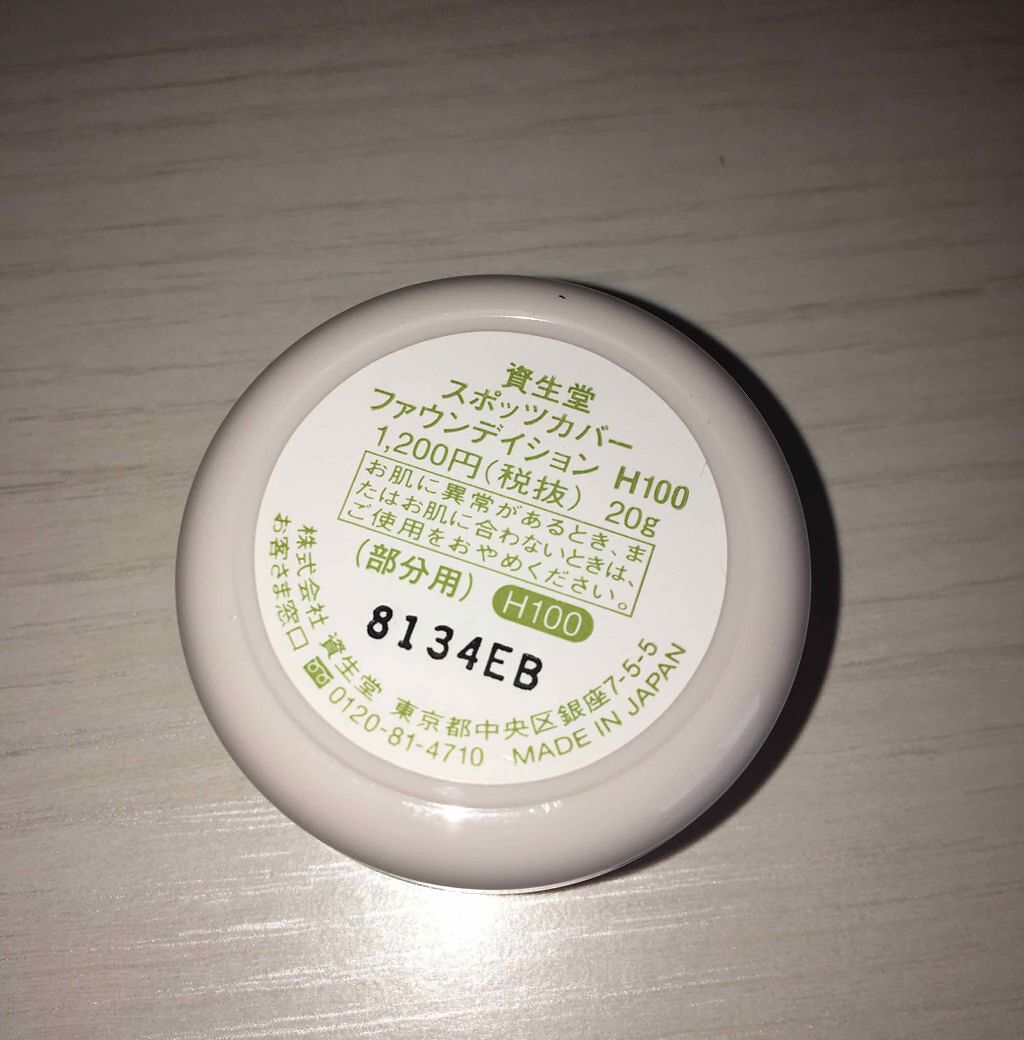 資生堂
スポッツカバー
ファウンデイション H100
1,200円(税抜) 20g
お肌に異常があるとき、ま
たはお肌に合わないときは、
ご使用をおやめください。
(部分用) H100
8134EB
株式会社 資生堂 東京都中央区銀座7-5-5
お客さま窓口 0120-81-4710 MADE IN JAPAN